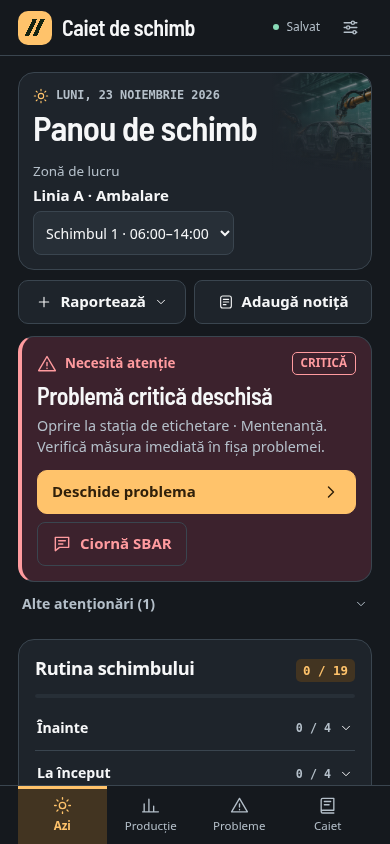 Caiet de schimb
Salvat
LUNI, 23 NOIEMBRIE 2026
Panou de schimb
Zonă de lucru
Linia A · Ambalare
Schimbul 1 · 06:00–14:00
Raportează
Adaugă notiță
Necesită atenție
CRITICĂ
Problemă critică deschisă
Oprire la stația de etichetare · Mentenanță.
Verifică măsura imediată în fișa problemei.
Deschide problema
Ciornă SBAR
Alte atenționări (1)
Rutina schimbului
0 / 19
Înainte
0 / 4
La început
0 / 4
Azi
Producție
Probleme
Caiet